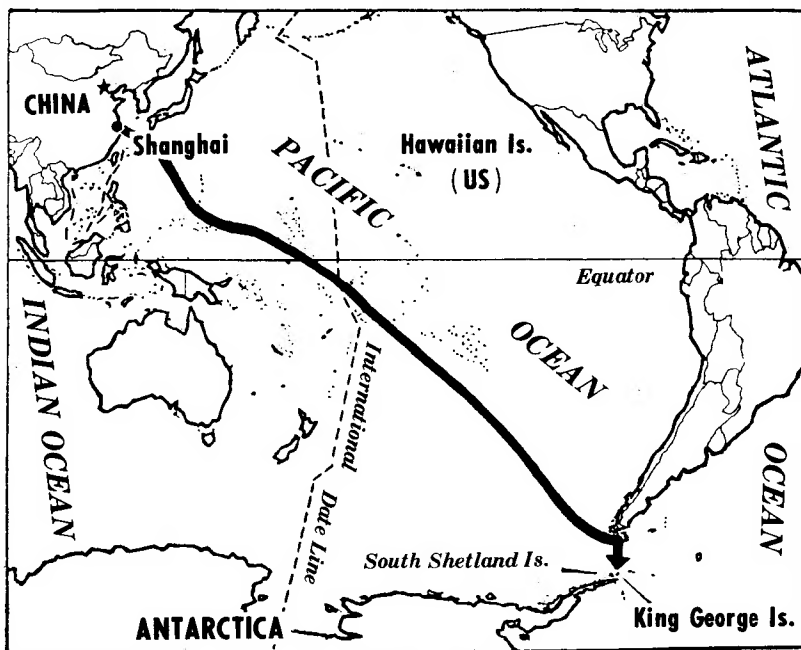 CHINA
Shanghai
PACIFIC
Hawaiian Is.
(US)
ATLANTIC
Equator
INDIAN OCEAN
OCEAN
International
Date Line
OCEAN
South Shetland Is.
King George Is.
ANTARCTICA